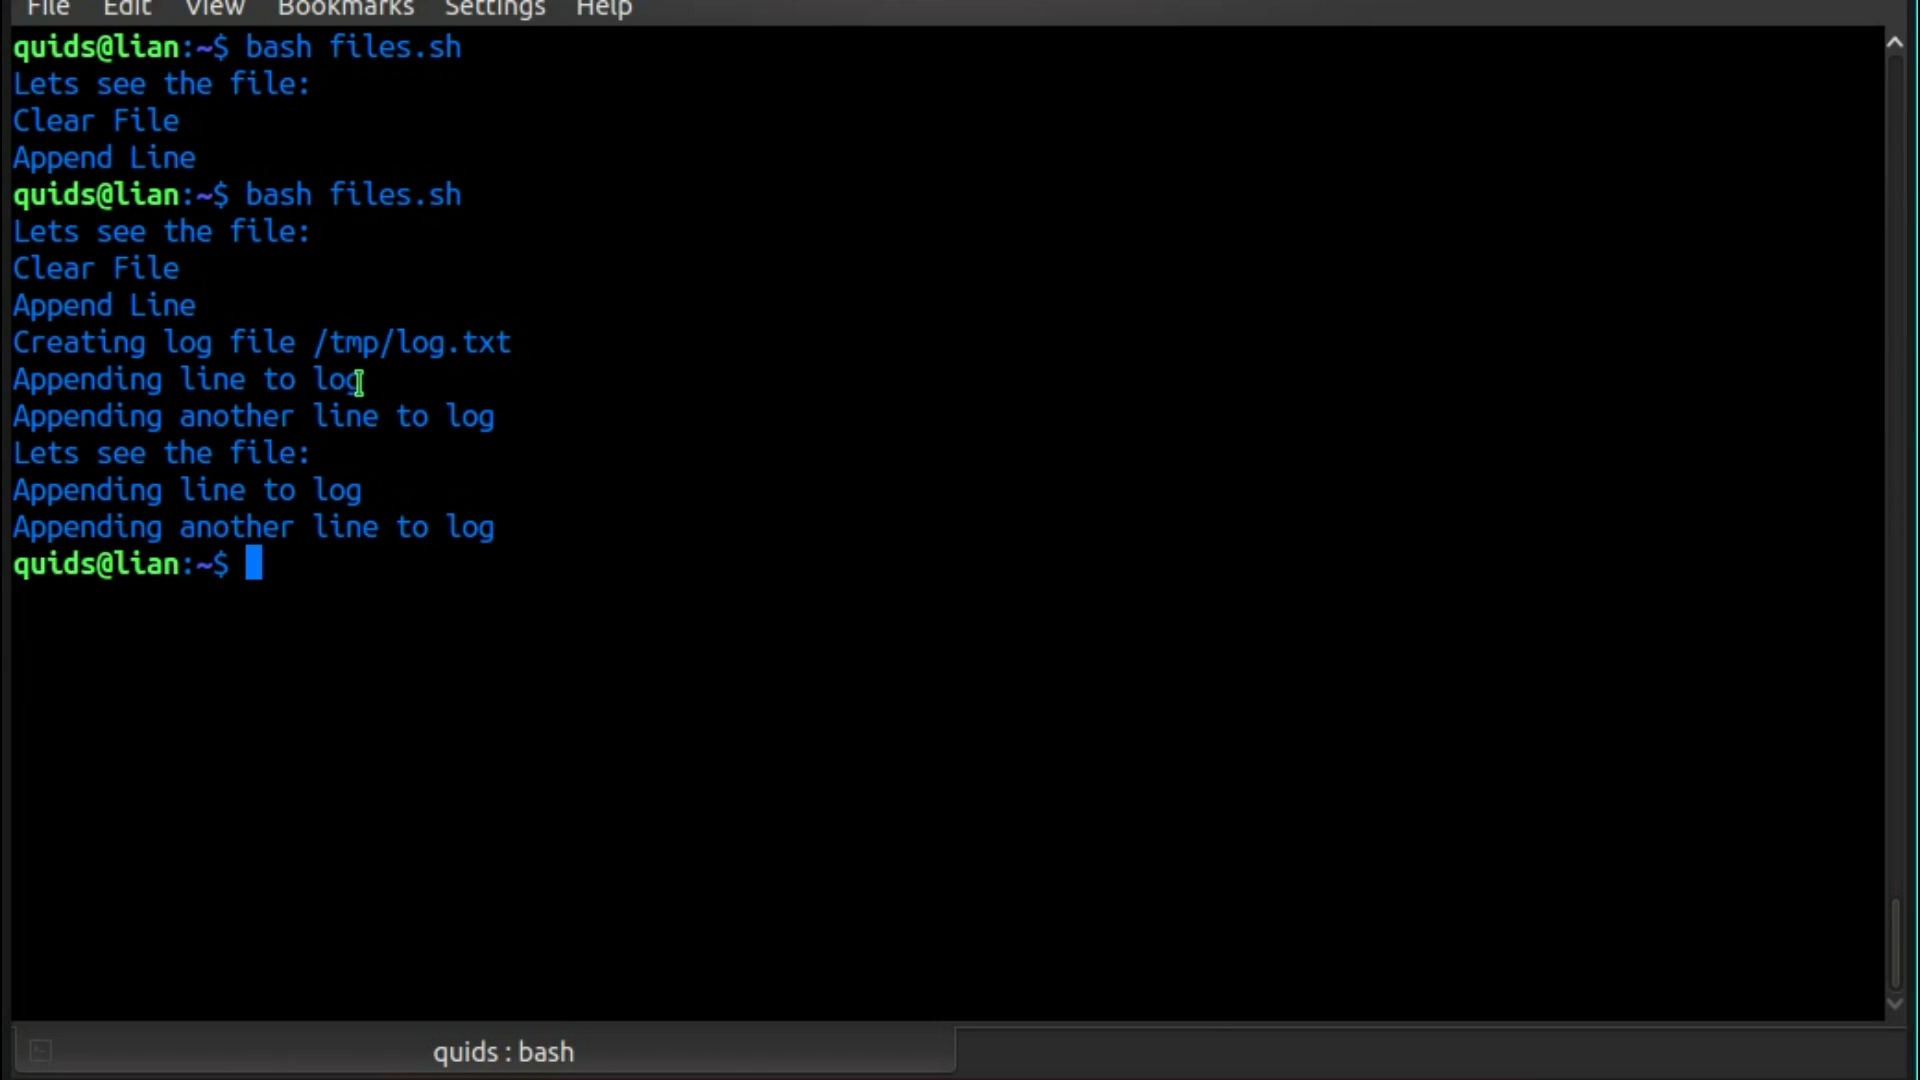 File Edit View Bookmarks Settings Help
quids@lian:~$ bash files.sh
Lets see the file:
Clear File
Append Line
quids@lian:~$ bash files.sh
Lets see the file:
Clear File
Append Line
Creating log file /tmp/log.txt
Appending line to log
Appending another line to log
Lets see the file:
Appending line to log
Appending another line to log
quids@lian:~$
quids : bash